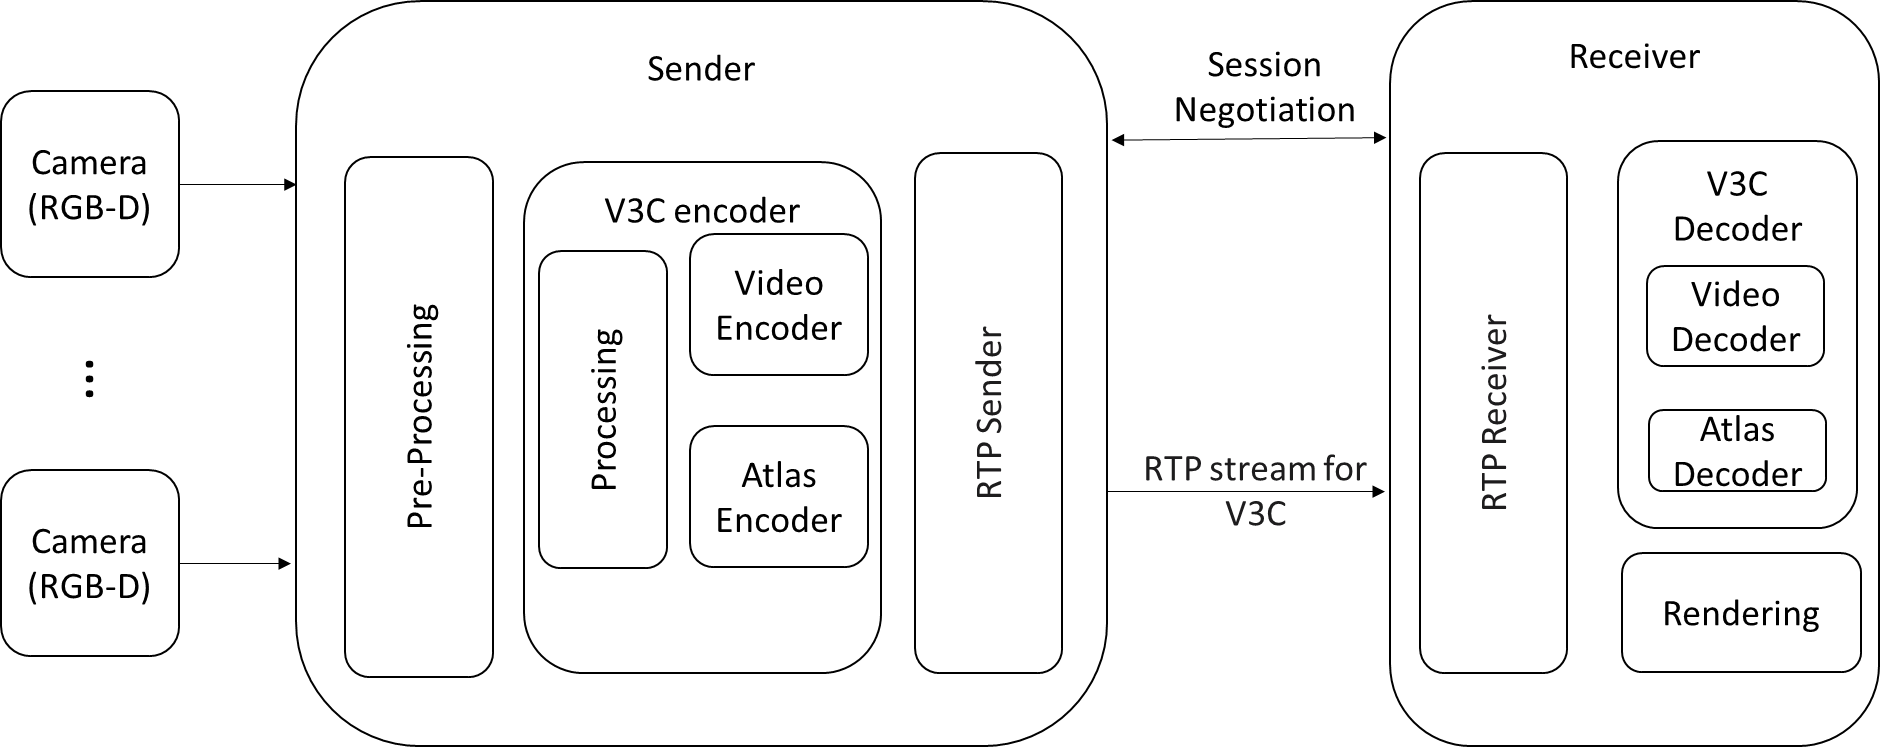 Camera
(RGB-D)
...
Camera
(RGB-D)
Sender
Pre-Processing
V3C encoder
Processing
Video
Encoder
Atlas
Encoder
RTP Sender
Session
Negotiation
RTP stream for
V3C
Receiver
RTP Receiver
V3C
Decoder
Video
Decoder
Atlas
Decoder
Rendering